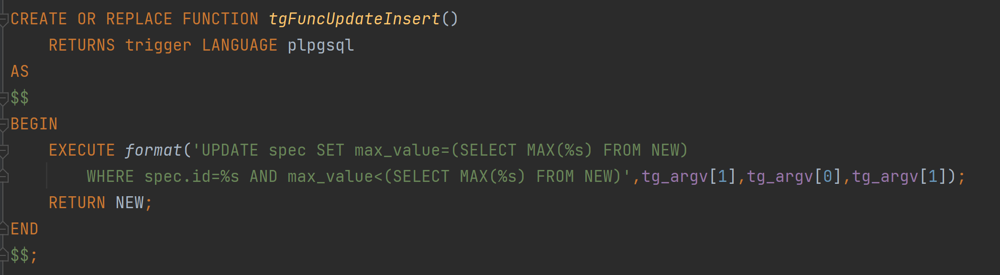 CREATE OR REPLACE FUNCTION tgFuncUpdateInsert()
    RETURNS trigger LANGUAGE plpgsql
AS
$$
BEGIN
    EXECUTE format('UPDATE spec SET max_value=(SELECT MAX(%s) FROM NEW)
        WHERE spec.id=%s AND max_value<(SELECT MAX(%s) FROM NEW)',tg_argv[1],tg_argv[0],tg_argv[1]);
    RETURN NEW;
END
$$;